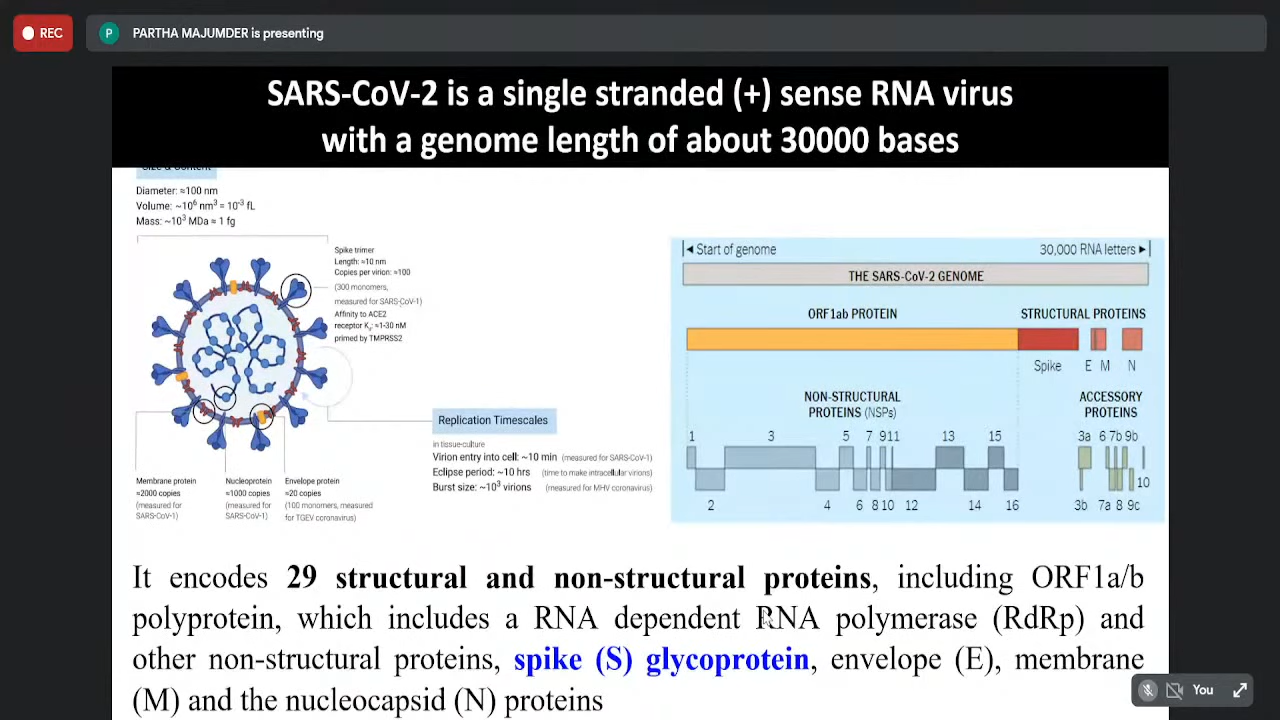 REC
P
PARTHA MAJUMDER is presenting
SARS-CoV-2 is a single stranded (+) sense RNA virus
with a genome length of about 30000 bases
Size & Content
Diameter: ≈100 nm
Volume: ~10⁶ nm³ = 10⁻³ fL
Mass: ~10³ MDa ≈ 1 fg
Spike trimer
Length: ≈10 nm
Copies per virion: ≈100
(300 monomers,
measured for SARS-CoV-1)
Affinity to ACE2
receptor K₄: ≈1-30 nM
primed by TMPRSS2
Replication Timescales
in tissue-culture
Virion entry into cell: ~10 min (measured for SARS-CoV-1)
Eclipse period: ~10 hrs (time to make intracellular virions)
Burst size: ~10³ virions (measured for MHV coronavirus)
Membrane protein
≈2000 copies
(measured for
SARS-CoV-1)
Nucleoprotein
≈1000 copies
(measured for
SARS-CoV-1)
Envelope protein
≈20 copies
(100 monomers, measured
for TGEV coronavirus)
Start of genome
30,000 RNA letters
THE SARS-CoV-2 GENOME
ORF1ab PROTEIN
STRUCTURAL PROTEINS
Spike E M N
NON-STRUCTURAL
PROTEINS (NSPs)
ACCESSORY
PROTEINS
1 3 5 7 9 11 13 15
3a 6 7b 9b
10
2 4 6 8 10 12 14 16
3b 7a 8 9c
It encodes 29 structural and non-structural proteins, including ORF1a/b
polyprotein, which includes a RNA dependent RNA polymerase (RdRp) and
other non-structural proteins, spike (S) glycoprotein, envelope (E), membrane
(M) and the nucleocapsid (N) proteins
You